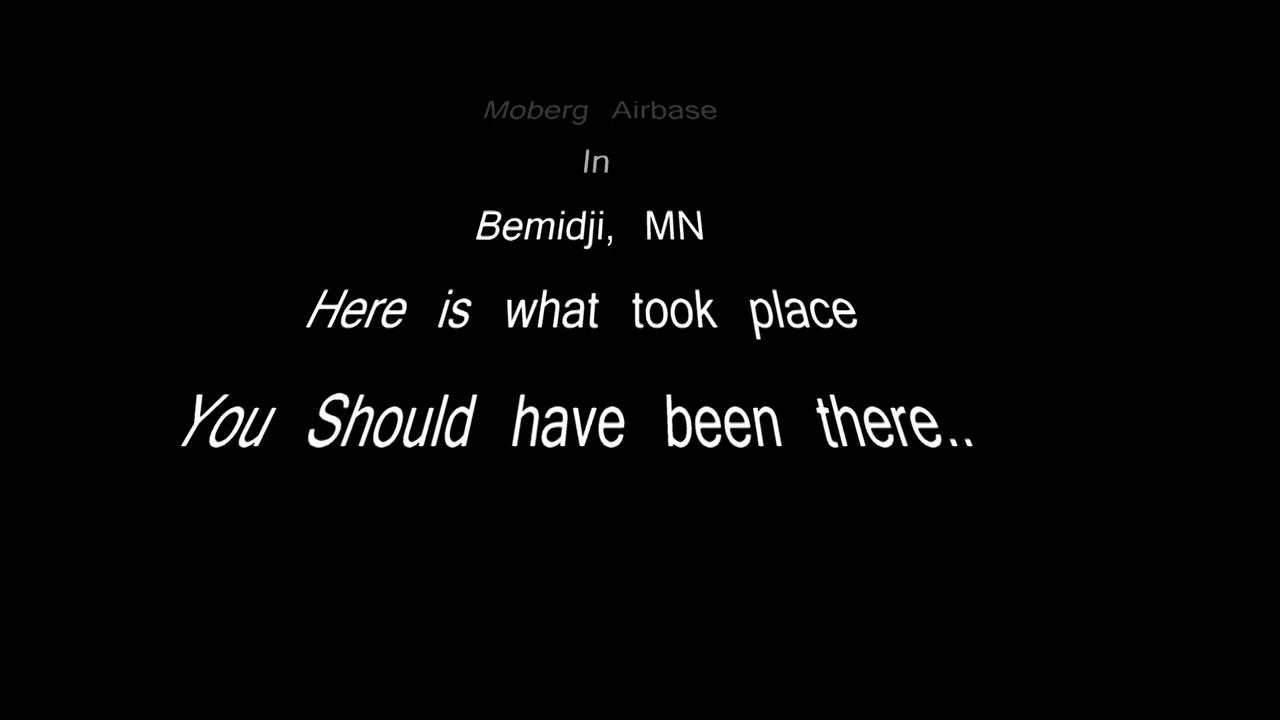 Moberg Airbase
In
Bemidji, MN
Here is what took place
You Should have been there..